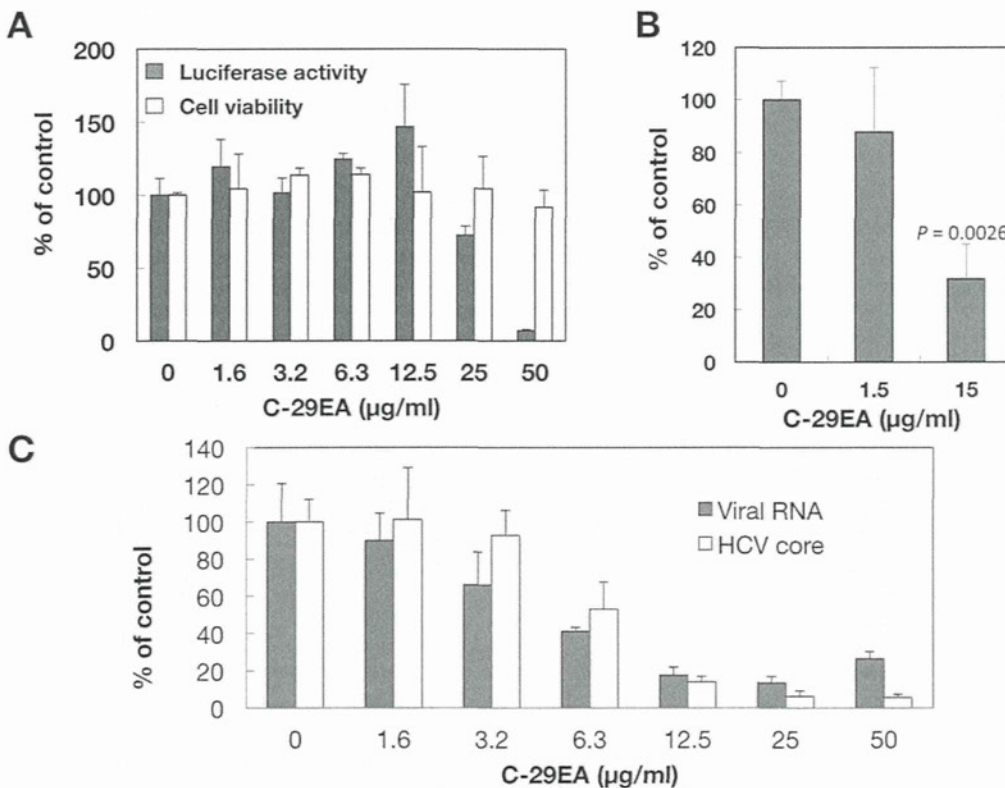 A
200
150
100
50
0
% of control
Luciferase activity
Cell viability
0 1.6 3.2 6.3 12.5 25 50
C-29EA (µg/ml)
B
120
100
80
60
40
20
0
% of control
P = 0.0026
0 1.5 15
C-29EA (µg/ml)
C
140
120
100
80
60
40
20
0
% of control
Viral RNA
HCV core
0 1.6 3.2 6.3 12.5 25 50
C-29EA (µg/ml)